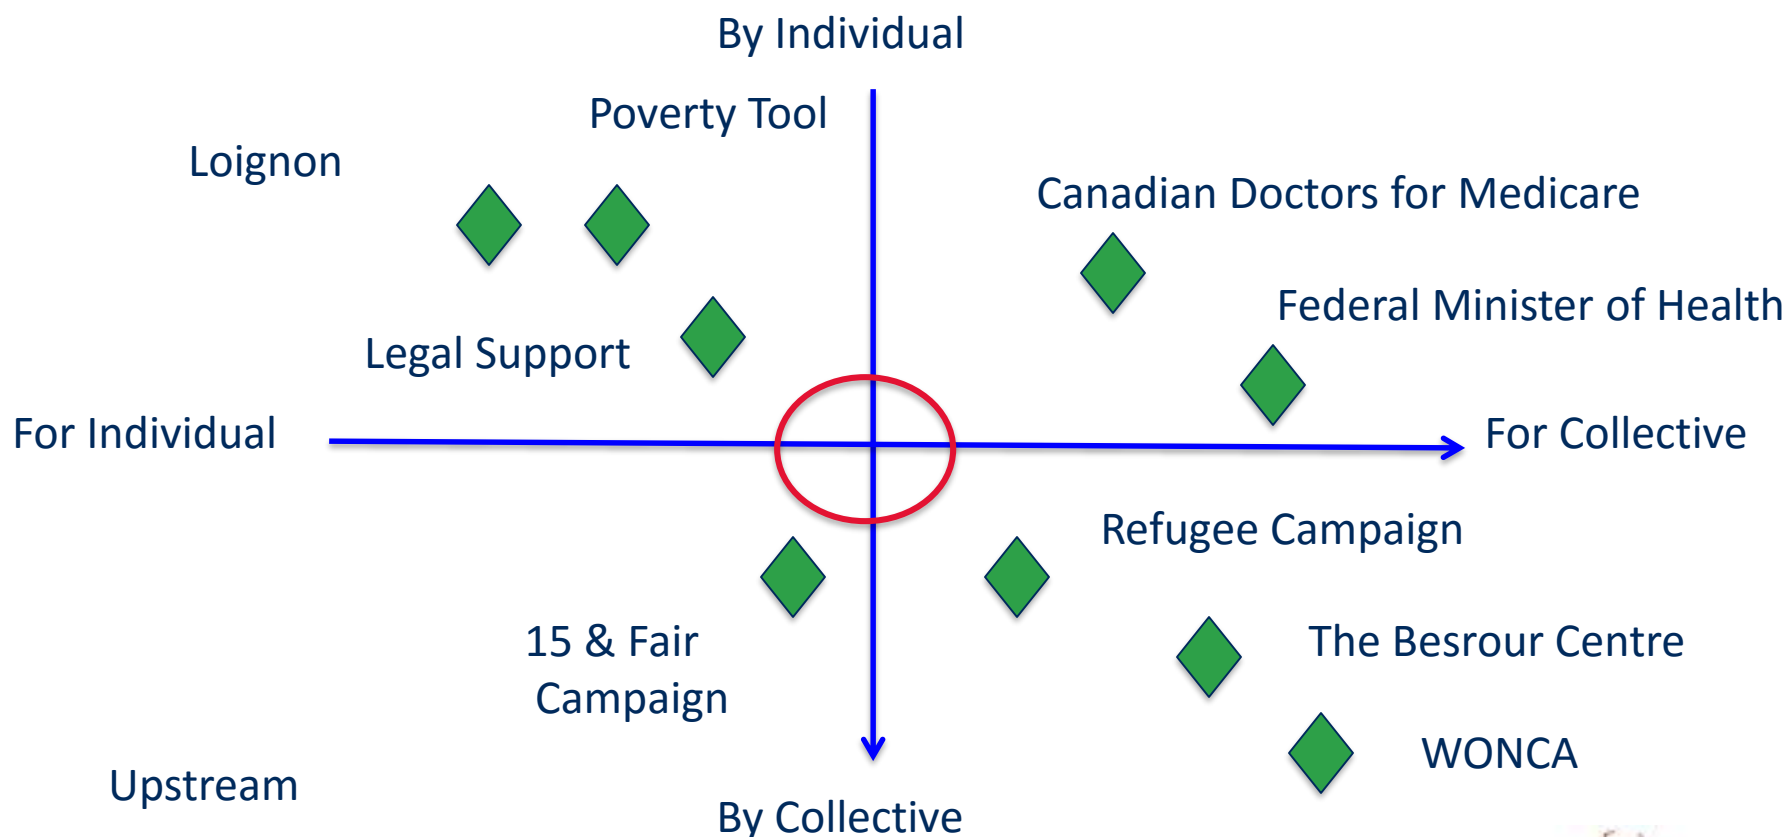 By Individual
Poverty Tool
Loignon
Canadian Doctors for Medicare
Federal Minister of Health
Legal Support
For Individual
For Collective
Refugee Campaign
15 & Fair
Campaign
The Besrour Centre
WONCA
Upstream
By Collective